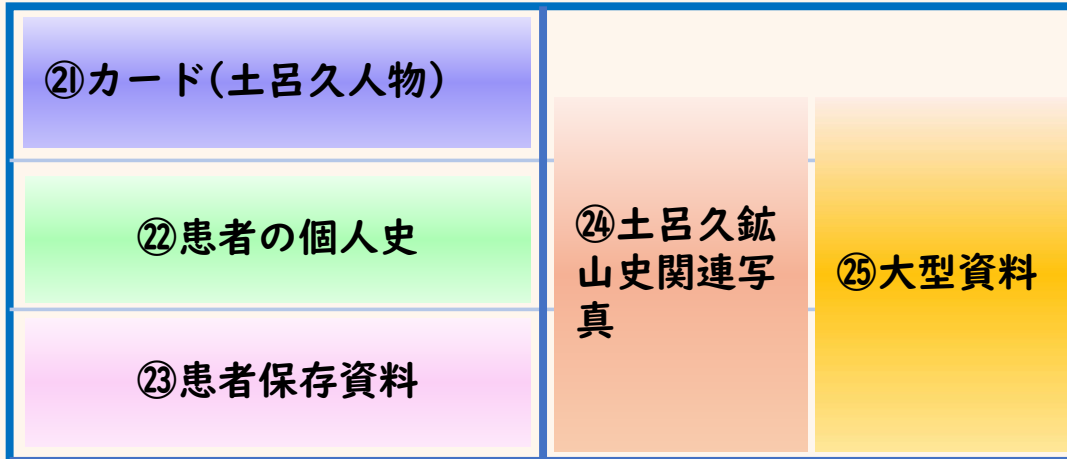 ㉑カード(土呂久人物)
㉒患者の個人史
㉓患者保存資料
㉔土呂久鉱
山史関連写
真
㉕大型資料